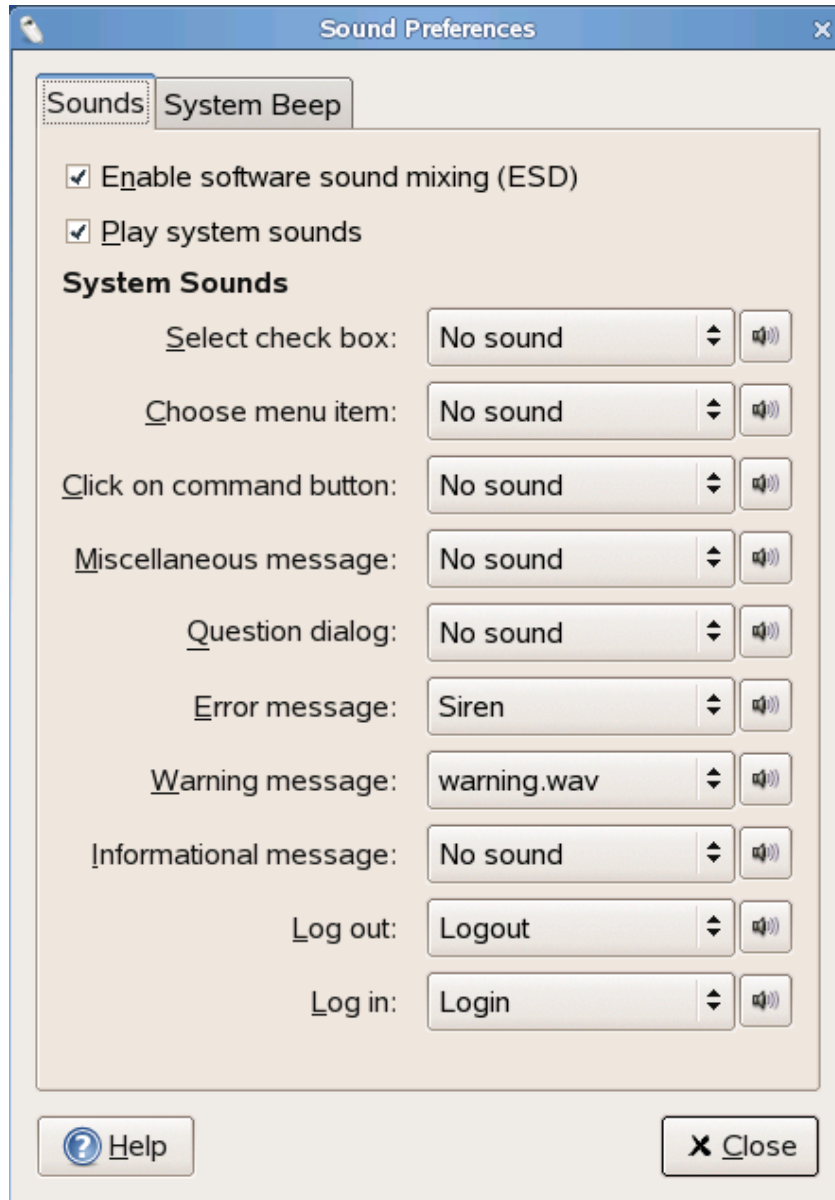 Sound Preferences
Sounds
System Beep
Enable software sound mixing (ESD)
Play system sounds
System Sounds
Select check box: No sound
Choose menu item: No sound
Click on command button: No sound
Miscellaneous message: No sound
Question dialog: No sound
Error message: Siren
Warning message: warning.wav
Informational message: No sound
Log out: Logout
Log in: Login
Help
Close